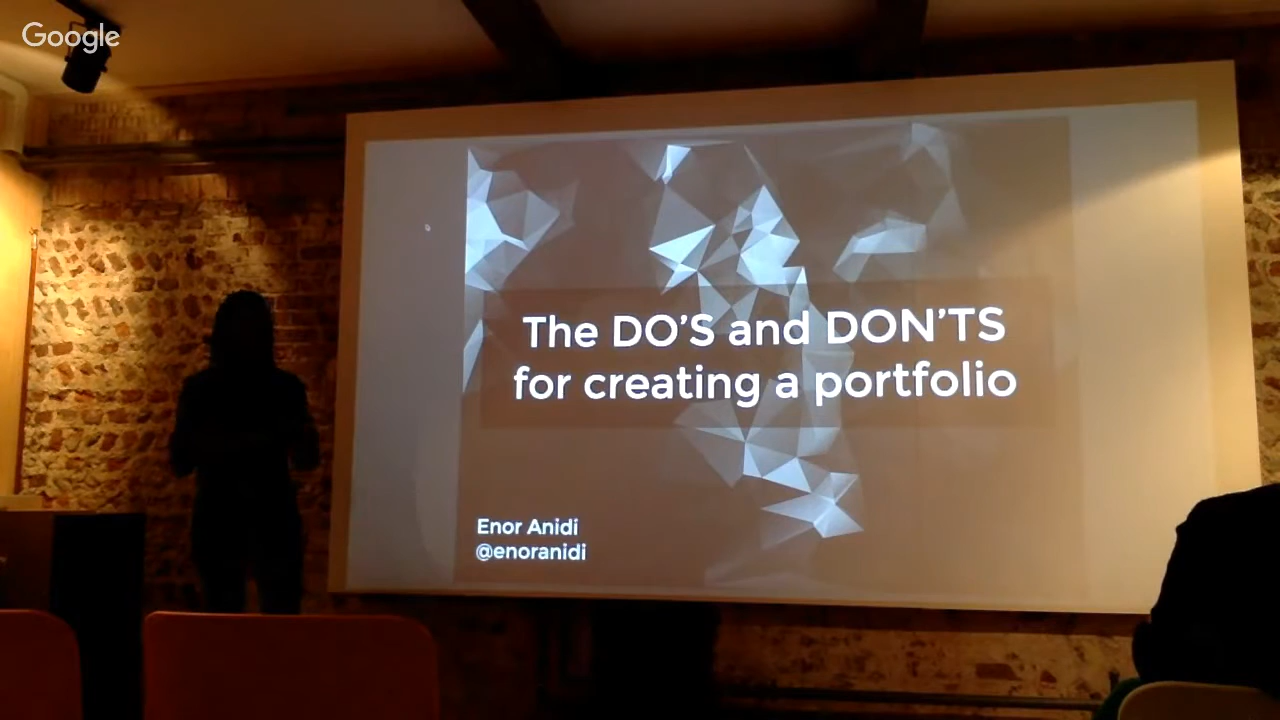 Google
The DO'S and DON'TS
for creating a portfolio
Enor Anidi
@enoranidi